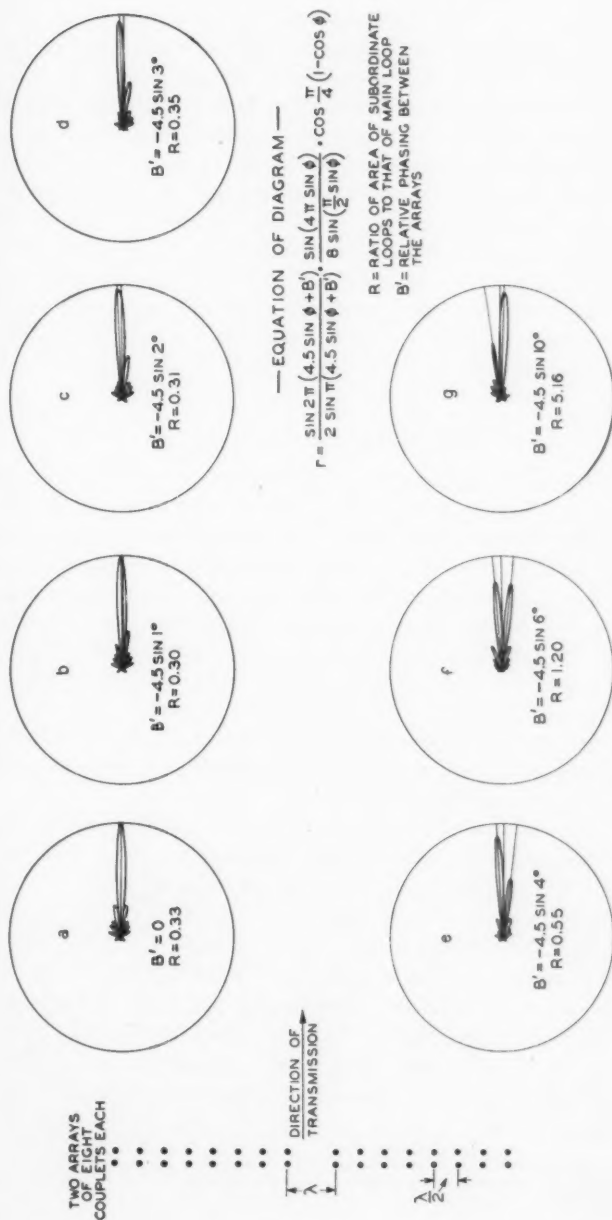 TWO ARRAYS
OF EIGHT
COUPLETS EACH
λ
λ/2
DIRECTION OF
TRANSMISSION
a
B'=0
R=0.33
b
B'=-4.5 SIN 1°
R=0.30
c
B'=-4.5 SIN 2°
R=0.31
d
B'=-4.5 SIN 3°
R=0.35
e
B'=-4.5 SIN 4°
R=0.55
f
B'=-4.5 SIN 6°
R=1.20
g
B'=-4.5 SIN 10°
R=5.16
— EQUATION OF DIAGRAM —
r = SIN 2π(4.5 SIN φ+B')/2 SIN π(4.5 SIN φ+B') · SIN(4π SIN φ)/8 SIN(π/2 SINφ) · COS π/4 (1-COS φ)
R=RATIO OF AREA OF SUBORDINATE
LOOPS TO THAT OF MAIN LOOP
B'=RELATIVE PHASING BETWEEN
THE ARRAYS